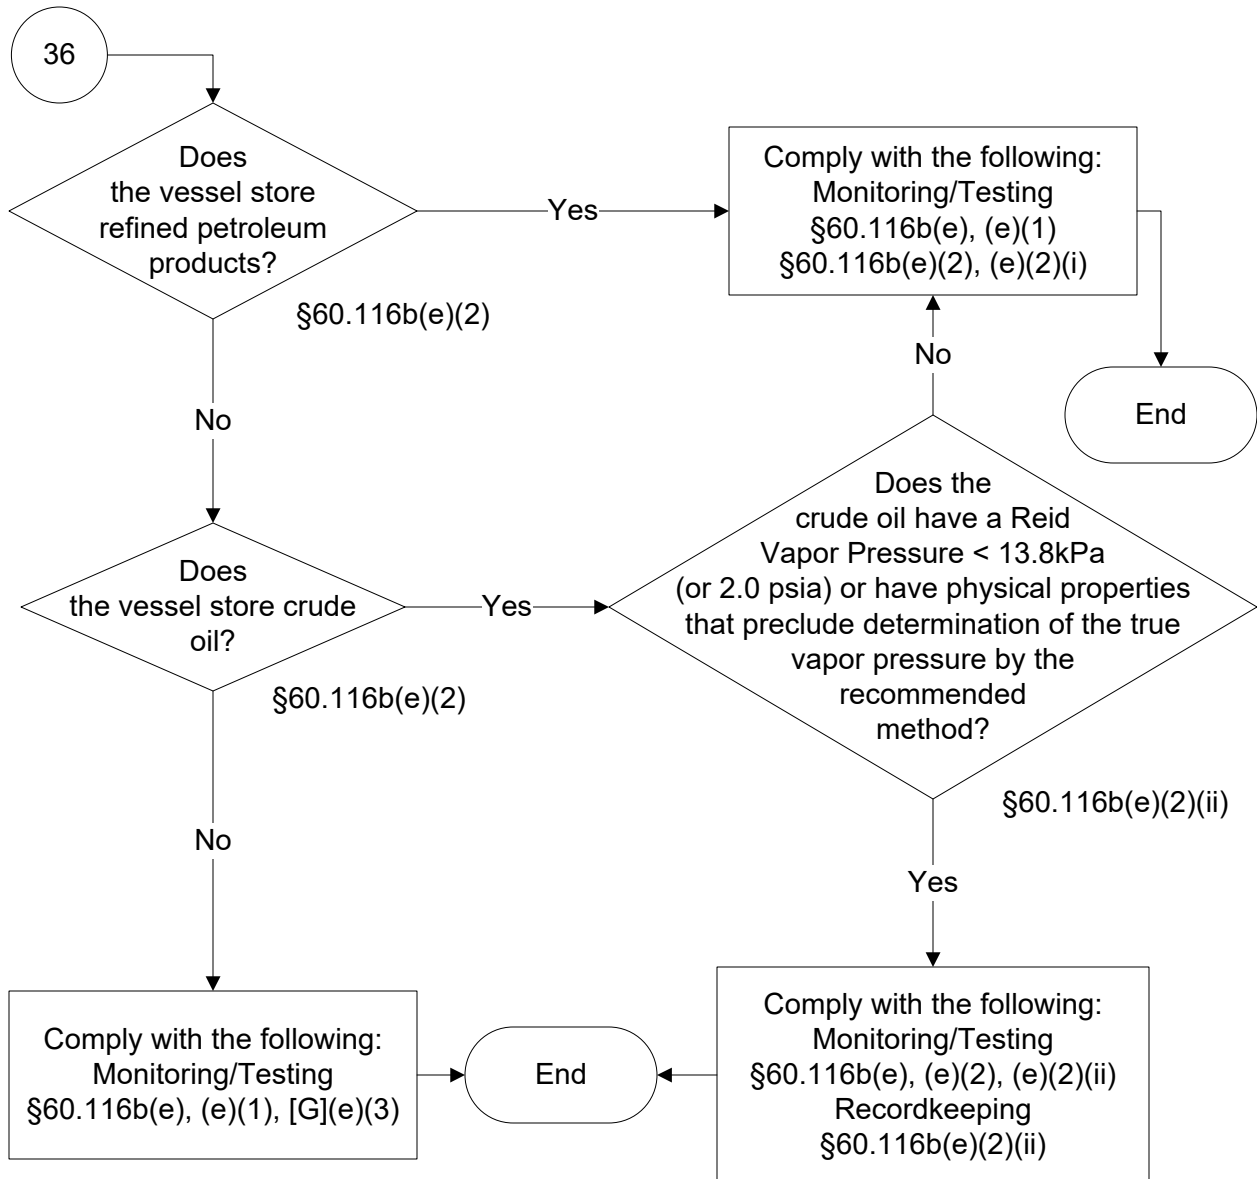 36
Does
the vessel store
refined petroleum
products?
Yes
Comply with the following:
Monitoring/Testing
§60.116b(e), (e)(1)
§60.116b(e)(2), (e)(2)(i)
§60.116b(e)(2)
No
No
End
Does
the vessel store crude
oil?
Yes
Does the
crude oil have a Reid
Vapor Pressure < 13.8kPa
(or 2.0 psia) or have physical properties
that preclude determination of the true
vapor pressure by the
recommended
method?
§60.116b(e)(2)
§60.116b(e)(2)(ii)
No
Yes
Comply with the following:
Monitoring/Testing
§60.116b(e), (e)(1), [G](e)(3)
End
Comply with the following:
Monitoring/Testing
§60.116b(e), (e)(2), (e)(2)(ii)
Recordkeeping
§60.116b(e)(2)(ii)